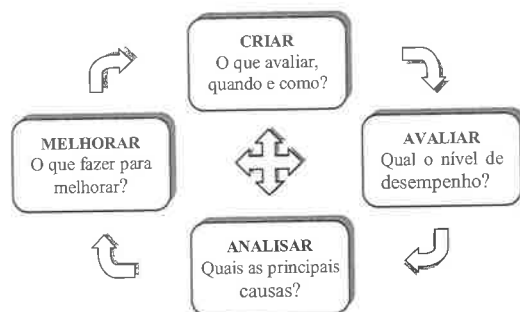 CRIAR
O que avaliar,
quando e como?
MELHORAR
O que fazer para
melhorar?
AVALIAR
Qual o nível de
desempenho?
ANALISAR
Quais as principais
causas?